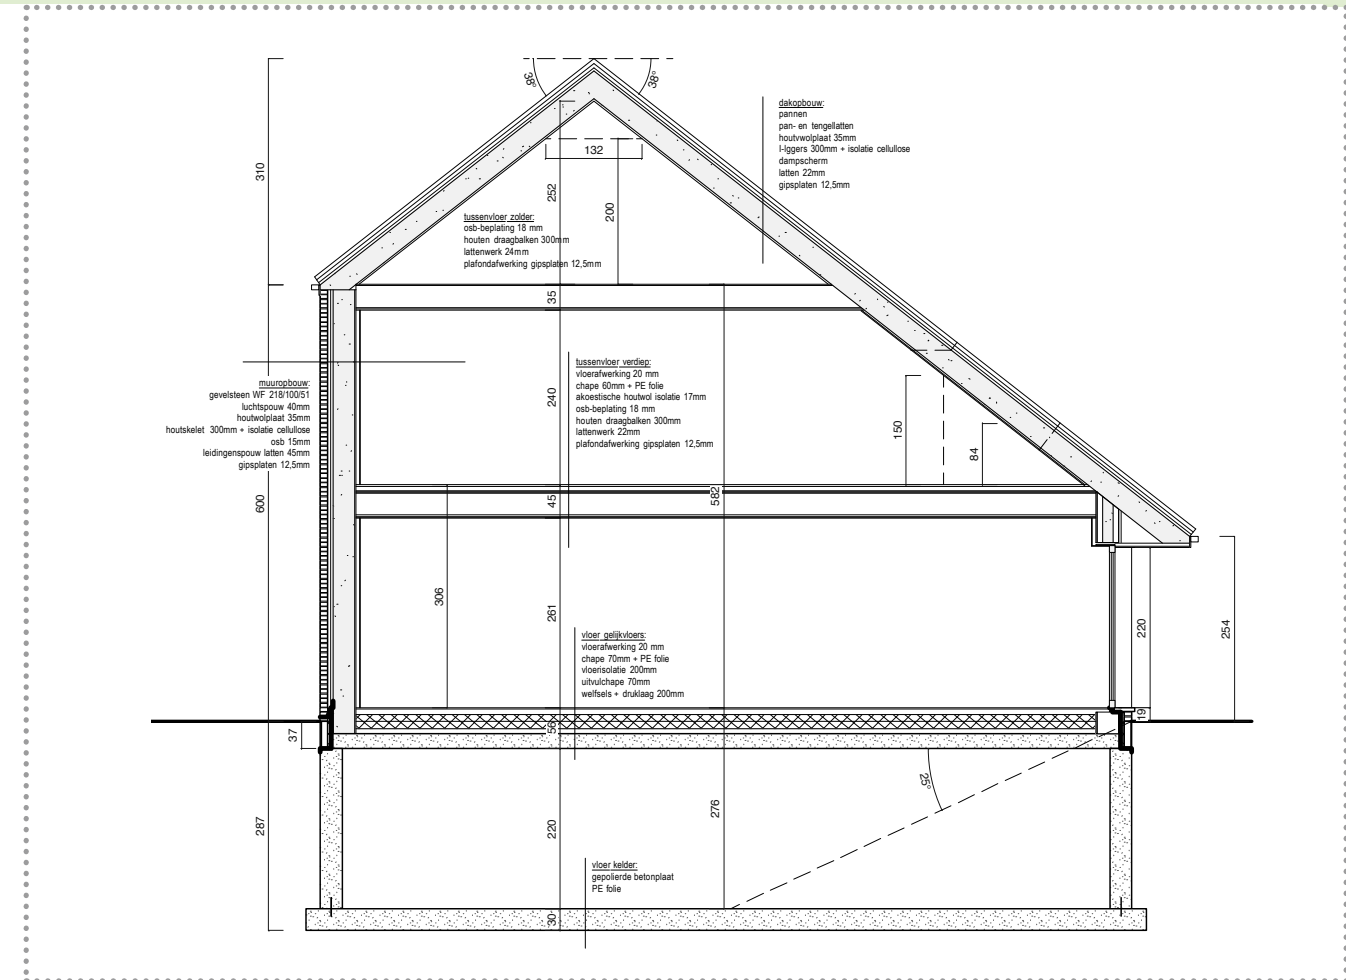 38°
38°
dakopbouw:
pannen
pan- en tengellatten
houtvwolplaat 35mm
I-lggers 300mm + isolatie cellullose
dampscherm
latten 22mm
gipsplaten 12,5mm
310
132
252
200
tussenvloer zolder:
osb-beplating 18 mm
houten draagbalken 300mm
lattenwerk 24mm
plafondafwerking gipsplaten 12,5mm
35
tussenvloer verdiep:
vloerafwerking 20 mm
chape 60mm + PE folie
akoestische houtwol isolatie 17mm
osb-beplating 18 mm
houten draagbalken 300mm
lattenwerk 22mm
plafondafwerking gipsplaten 12,5mm
muuropbouw:
gevelsteen WF 218/100/51
luchtspouw 40mm
houtwolplaat 35mm
houtskelet 300mm + isolatie cellullose
osb 15mm
leidingenspouw latten 45mm
gipsplaten 12,5mm
240
150
84
600
45
582
306
261
220
254
vloer gelijkvloers:
vloerafwerking 20 mm
chape 70mm + PE folie
vloerisolatie 200mm
uitvulchape 70mm
welfsels + druklaag 200mm
19
37
56
25°
287
220
276
vloer kelder:
gepolierde betonplaat
PE folie
30